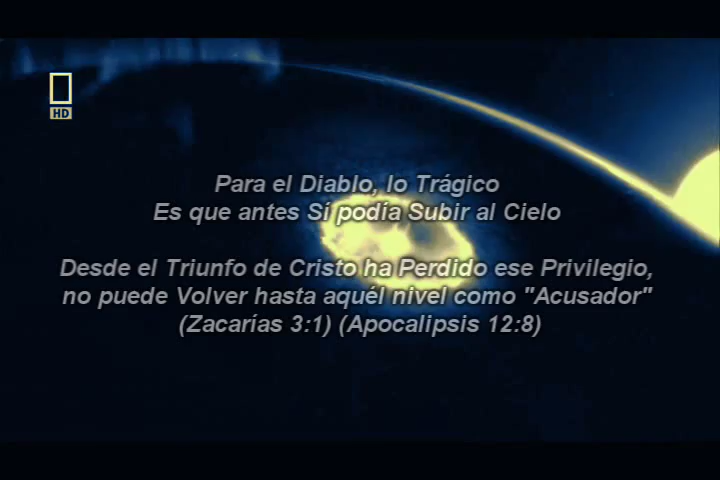 HD
Para el Diablo, lo Trágico
Es que antes Sí podía Subir al Cielo
Desde el Triunfo de Cristo ha Perdido ese Privilegio,
no puede Volver hasta aquél nivel como "Acusador"
(Zacarías 3:1) (Apocalipsis 12:8)